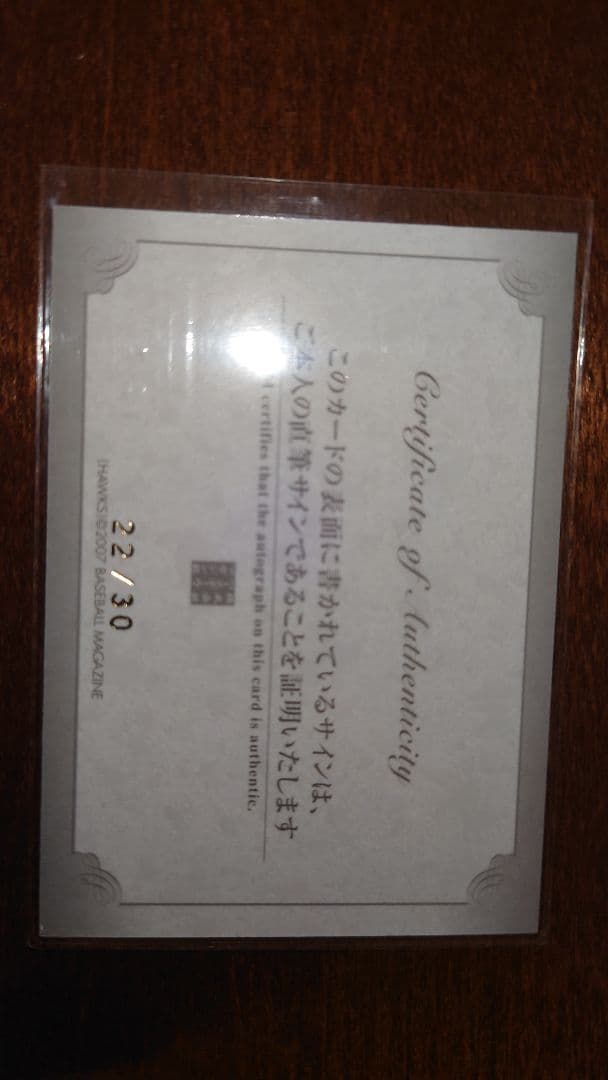 Certificate of Authenticity
このカードの表面に書かれているサインは、
ご本人の直筆サインであることを証明いたします
certifies that the autograph on this card is authentic.
22/30
[HAWKS]©2007 BASEBALL MAGAZINE